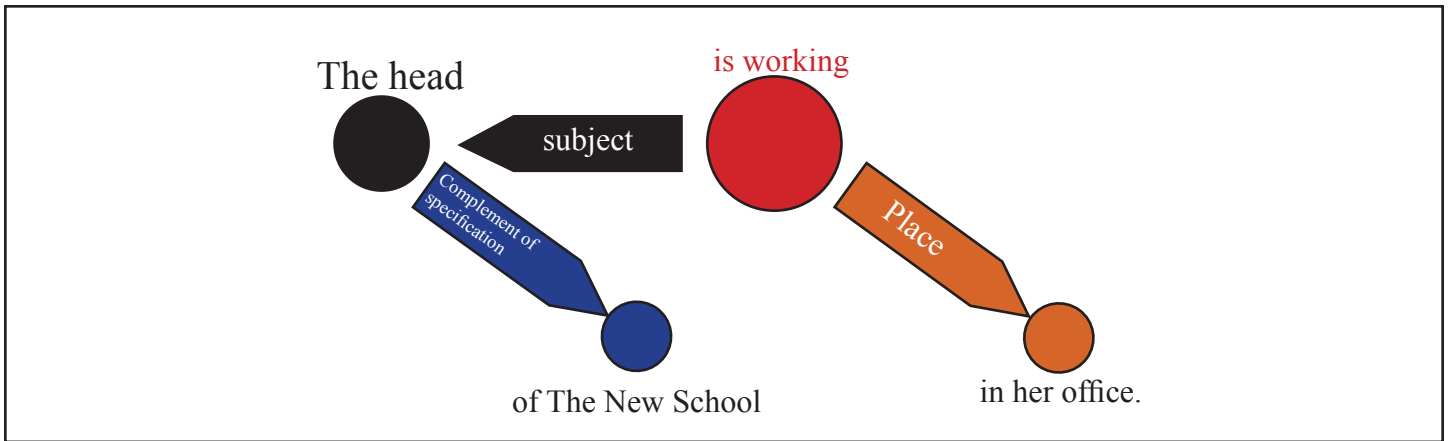 The head
is working
subject
Complement of
specification
Place
of The New School
in her office.